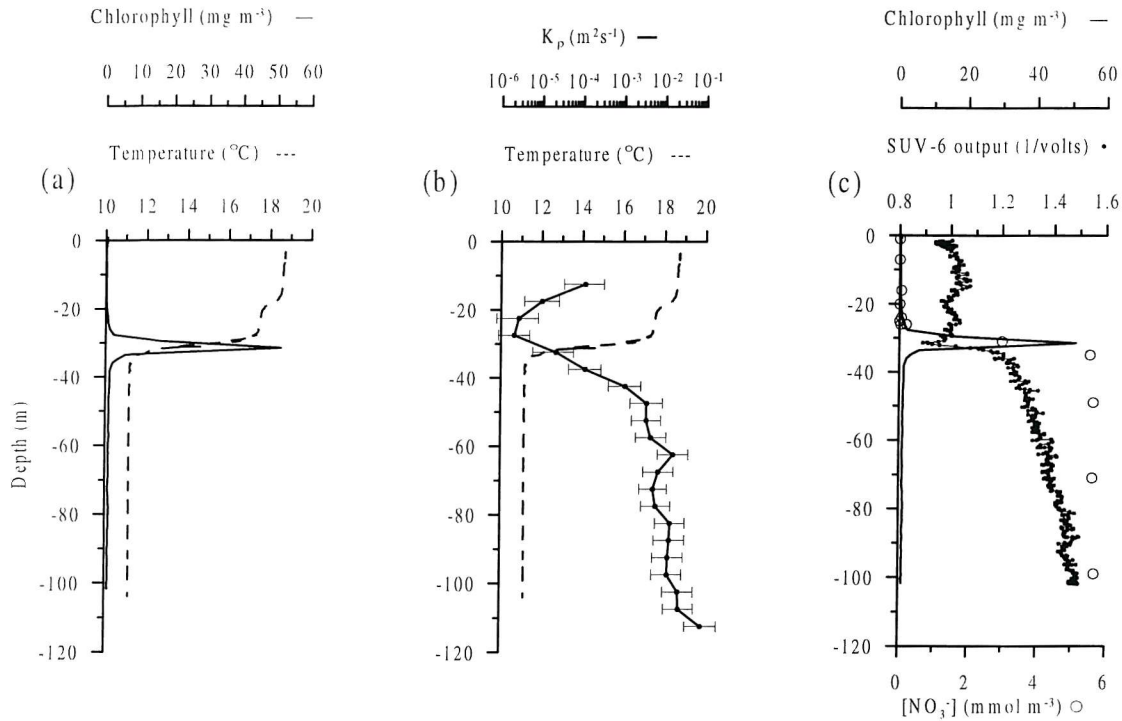 Chlorophyll (mg m⁻³) —
0 10 20 30 40 50 60
Temperature (°C) ---
(a)
10 12 14 16 18 20
0
-20
-40
-60
-80
-100
-120
Depth (m)
Kρ (m²s⁻¹) —
10⁻⁶ 10⁻⁵ 10⁻⁴ 10⁻³ 10⁻² 10⁻¹
Temperature (°C) ---
(b)
10 12 14 16 18 20
0
-20
-40
-60
-80
-100
-120
Chlorophyll (mg m⁻³) —
0 20 40 60
SUV-6 output (1/volts) •
(c)
0.8 1 1.2 1.4 1.6
0
-20
-40
-60
-80
-100
-120
0 2 4 6
[NO₃⁻] (mmol m⁻³) ○